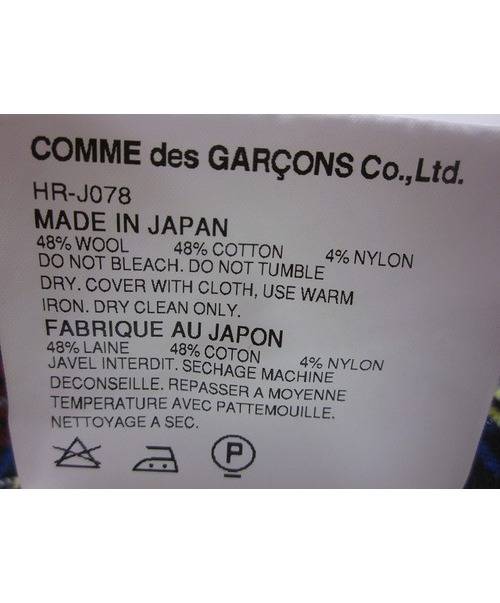 COMME des GARÇONS Co.,Ltd.
HR-J078
MADE IN JAPAN
48% WOOL 48% COTTON 4% NYLON
DO NOT BLEACH. DO NOT TUMBLE
DRY. COVER WITH CLOTH, USE WARM
IRON. DRY CLEAN ONLY.
FABRIQUE AU JAPON
48% LAINE 48% COTON 4% NYLON
JAVEL INTERDIT. SECHAGE MACHINE
DECONSEILLE. REPASSER A MOYENNE
TEMPERATURE AVEC PATTEMOUILLE.
NETTOYAGE A SEC.
P